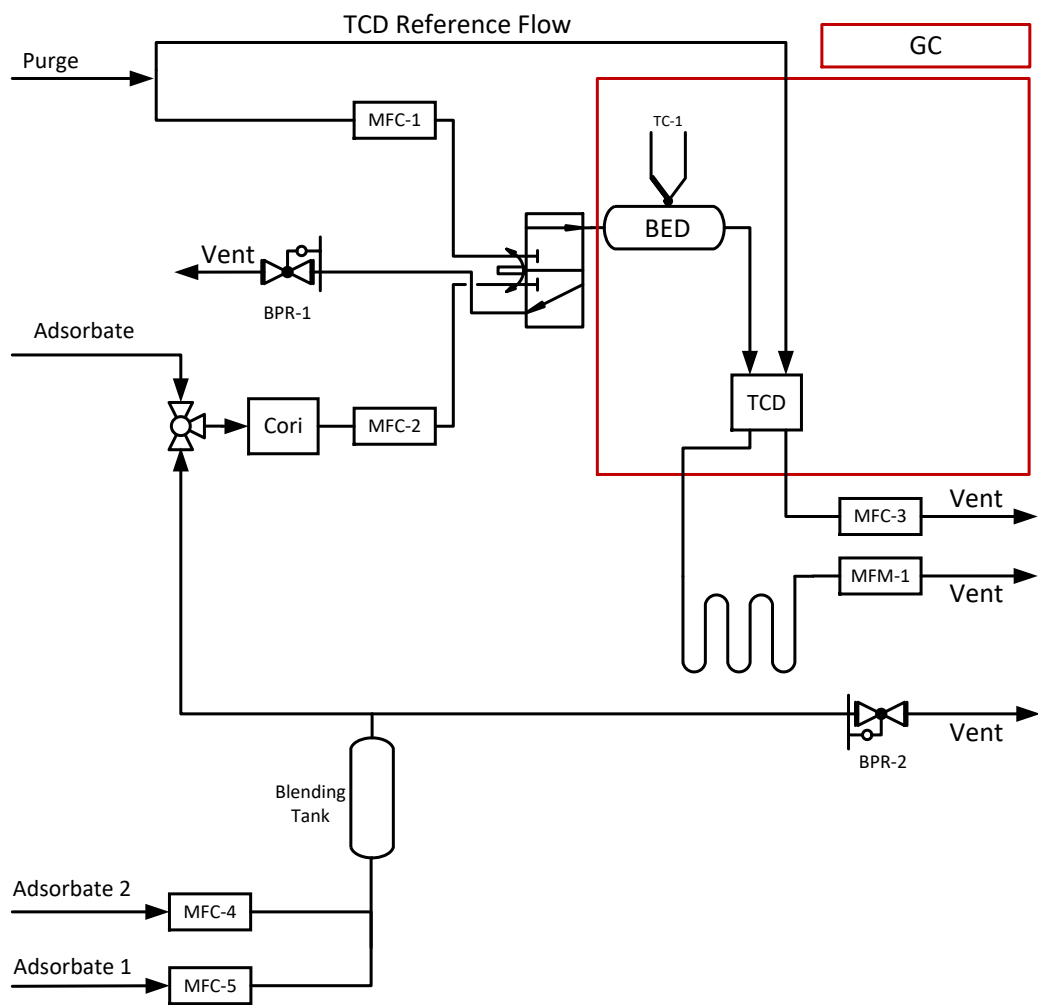 TCD Reference Flow
GC
Purge
MFC-1
TC-1
BED
Vent
BPR-1
Adsorbate
TCD
Cori
MFC-2
Vent
MFC-3
MFM-1
Vent
Vent
BPR-2
Blending
Tank
Adsorbate 2
MFC-4
Adsorbate 1
MFC-5